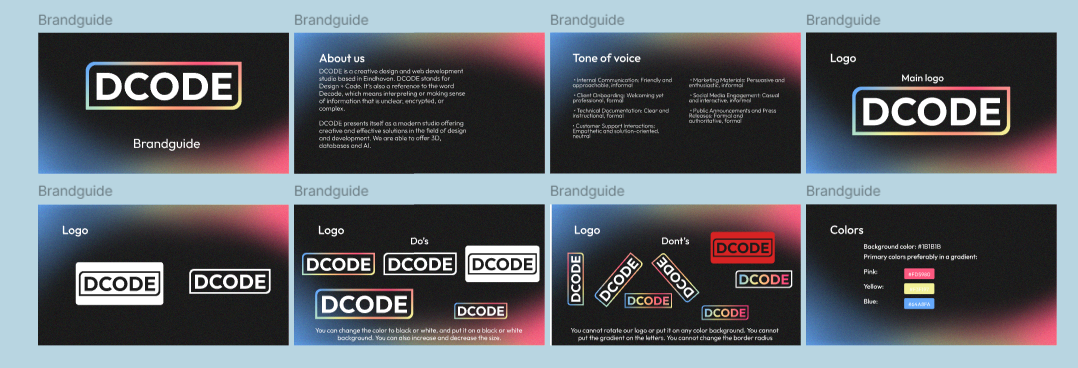 Brandguide
DCODE
Brandguide
Brandguide
About us
DCODE is a creative design and web development
studio based in Eindhoven. DCODE stands for
Design + Code. It's also a reference to the word
Decode, which means interpreting or making sense
of information that is unclear, encrypted, or
complex.
DCODE presents itself as a modern studio offering
creative and effective solutions in the field of design
and development. We are able to offer 3D,
databases and AI.
Brandguide
Tone of voice
• Internal Communication: Friendly and
approachable, informal
• Client Onboarding: Welcoming yet
professional, formal
• Technical Documentation: Clear and
instructional, formal
• Customer Support Interactions:
Empathetic and solution-oriented,
neutral
• Marketing Materials: Persuasive and
enthusiastic, informal
• Social Media Engagement: Casual
and interactive, informal
• Public Announcements and Press
Releases: Formal and
authoritative, formal
Brandguide
Logo
Main logo
DCODE
Brandguide
Logo
DCODE
DCODE
Brandguide
Logo
Do's
DCODE
DCODE
DCODE
DCODE
DCODE
You can change the color to black or white, and put it on a black or white
background. You can also increase and decrease the size.
Brandguide
Logo
Dont's
DCODE
DCODE
DCODE
DCODE
DCODE
DCODE
DCODE
You cannot rotate our logo or put it on any color background. You cannot
put the gradient on the letters. You cannot change the border radius
Brandguide
Colors
Background color: #1B1B1B
Primary colors preferably in a gradient:
Pink:
Yellow:
Blue: